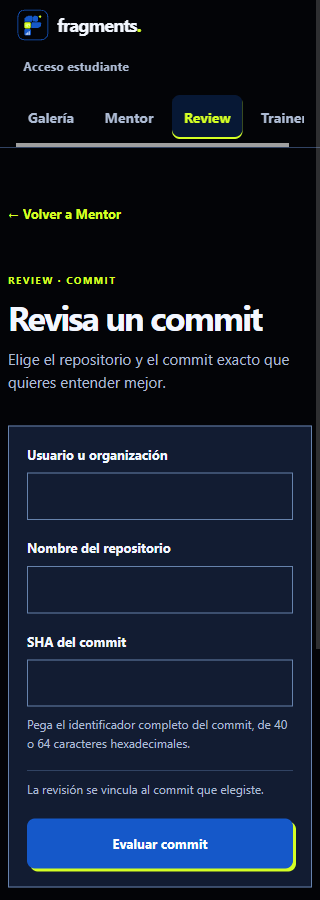 fragments.
Acceso estudiante
Galería Mentor Review Trainer
← Volver a Mentor
REVIEW · COMMIT
Revisa un commit
Elige el repositorio y el commit exacto que
quieres entender mejor.
Usuario u organización
Nombre del repositorio
SHA del commit
Pega el identificador completo del commit, de 40
o 64 caracteres hexadecimales.
La revisión se vincula al commit que elegiste.
Evaluar commit